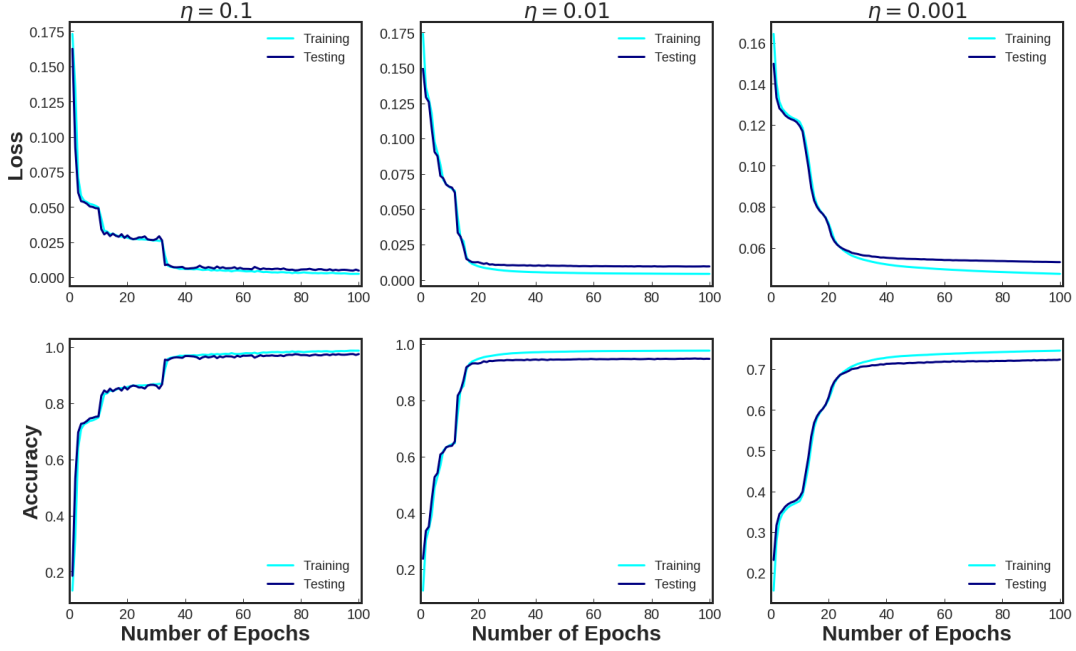 η = 0.1
η = 0.01
η = 0.001
Loss
0.175
0.150
0.125
0.100
0.075
0.050
0.025
0.000
0 20 40 60 80 100
Training
Testing
0.175
0.150
0.125
0.100
0.075
0.050
0.025
0.000
0 20 40 60 80 100
Training
Testing
0.16
0.14
0.12
0.10
0.08
0.06
0 20 40 60 80 100
Training
Testing
Accuracy
1.0
0.8
0.6
0.4
0.2
0 20 40 60 80 100
Training
Testing
Number of Epochs
1.0
0.8
0.6
0.4
0.2
0 20 40 60 80 100
Training
Testing
Number of Epochs
0.7
0.6
0.5
0.4
0.3
0.2
0 20 40 60 80 100
Training
Testing
Number of Epochs